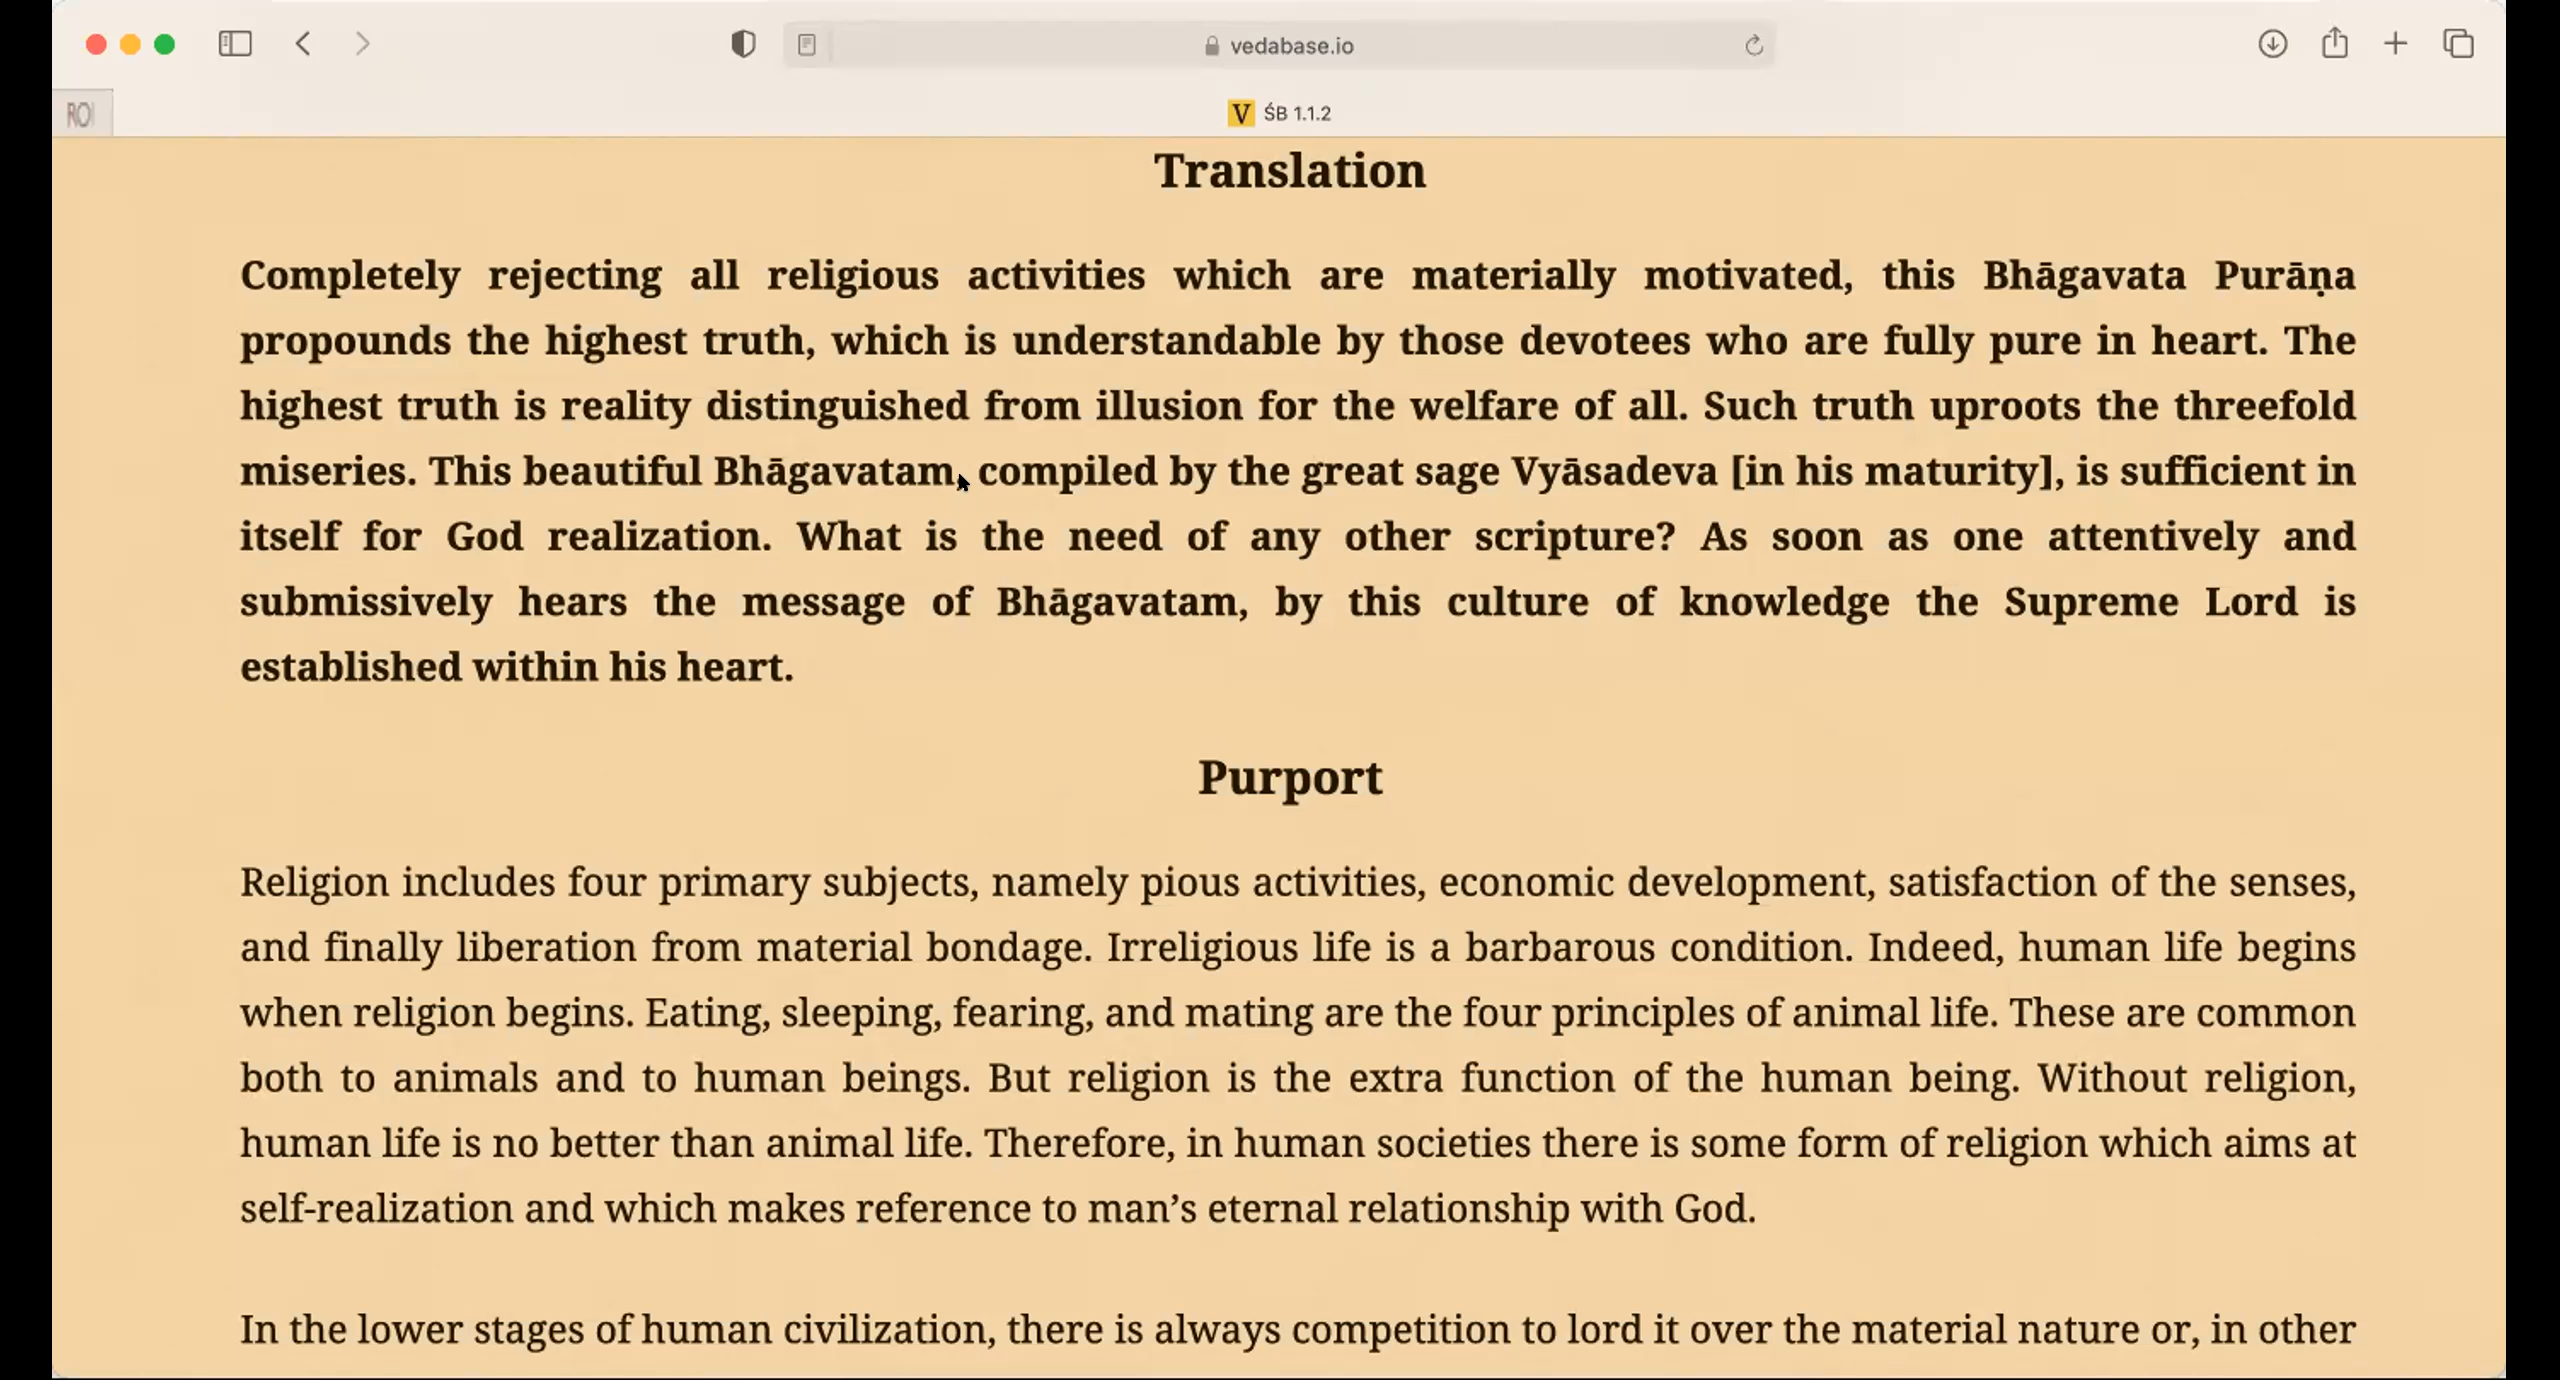 vedabase.io
RO
V ŚB 1.1.2
Translation
Completely rejecting all religious activities which are materially motivated, this Bhāgavata Purāṇa
propounds the highest truth, which is understandable by those devotees who are fully pure in heart. The
highest truth is reality distinguished from illusion for the welfare of all. Such truth uproots the threefold
miseries. This beautiful Bhāgavatam, compiled by the great sage Vyāsadeva [in his maturity], is sufficient in
itself for God realization. What is the need of any other scripture? As soon as one attentively and
submissively hears the message of Bhāgavatam, by this culture of knowledge the Supreme Lord is
established within his heart.
Purport
Religion includes four primary subjects, namely pious activities, economic development, satisfaction of the senses,
and finally liberation from material bondage. Irreligious life is a barbarous condition. Indeed, human life begins
when religion begins. Eating, sleeping, fearing, and mating are the four principles of animal life. These are common
both to animals and to human beings. But religion is the extra function of the human being. Without religion,
human life is no better than animal life. Therefore, in human societies there is some form of religion which aims at
self-realization and which makes reference to man’s eternal relationship with God.
In the lower stages of human civilization, there is always competition to lord it over the material nature or, in other